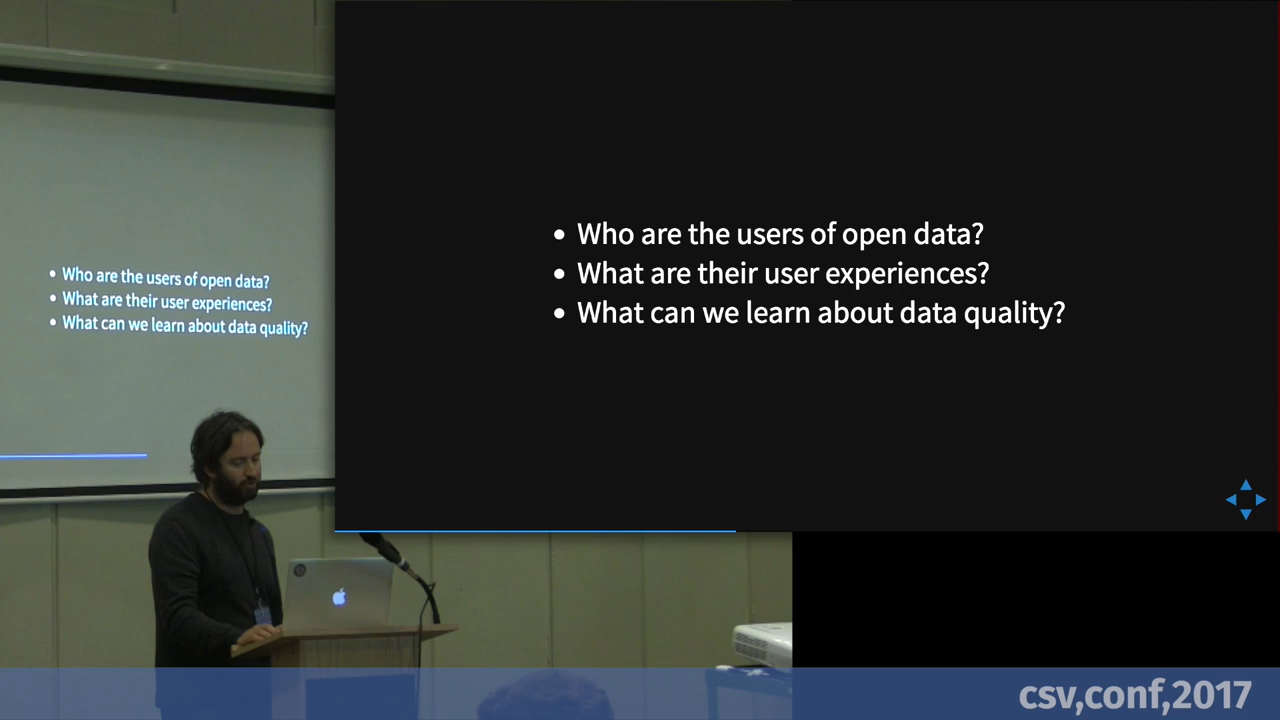 • Who are the users of open data?
• What are their user experiences?
• What can we learn about data quality?
• Who are the users of open data?
• What are their user experiences?
• What can we learn about data quality?
csv,conf,2017